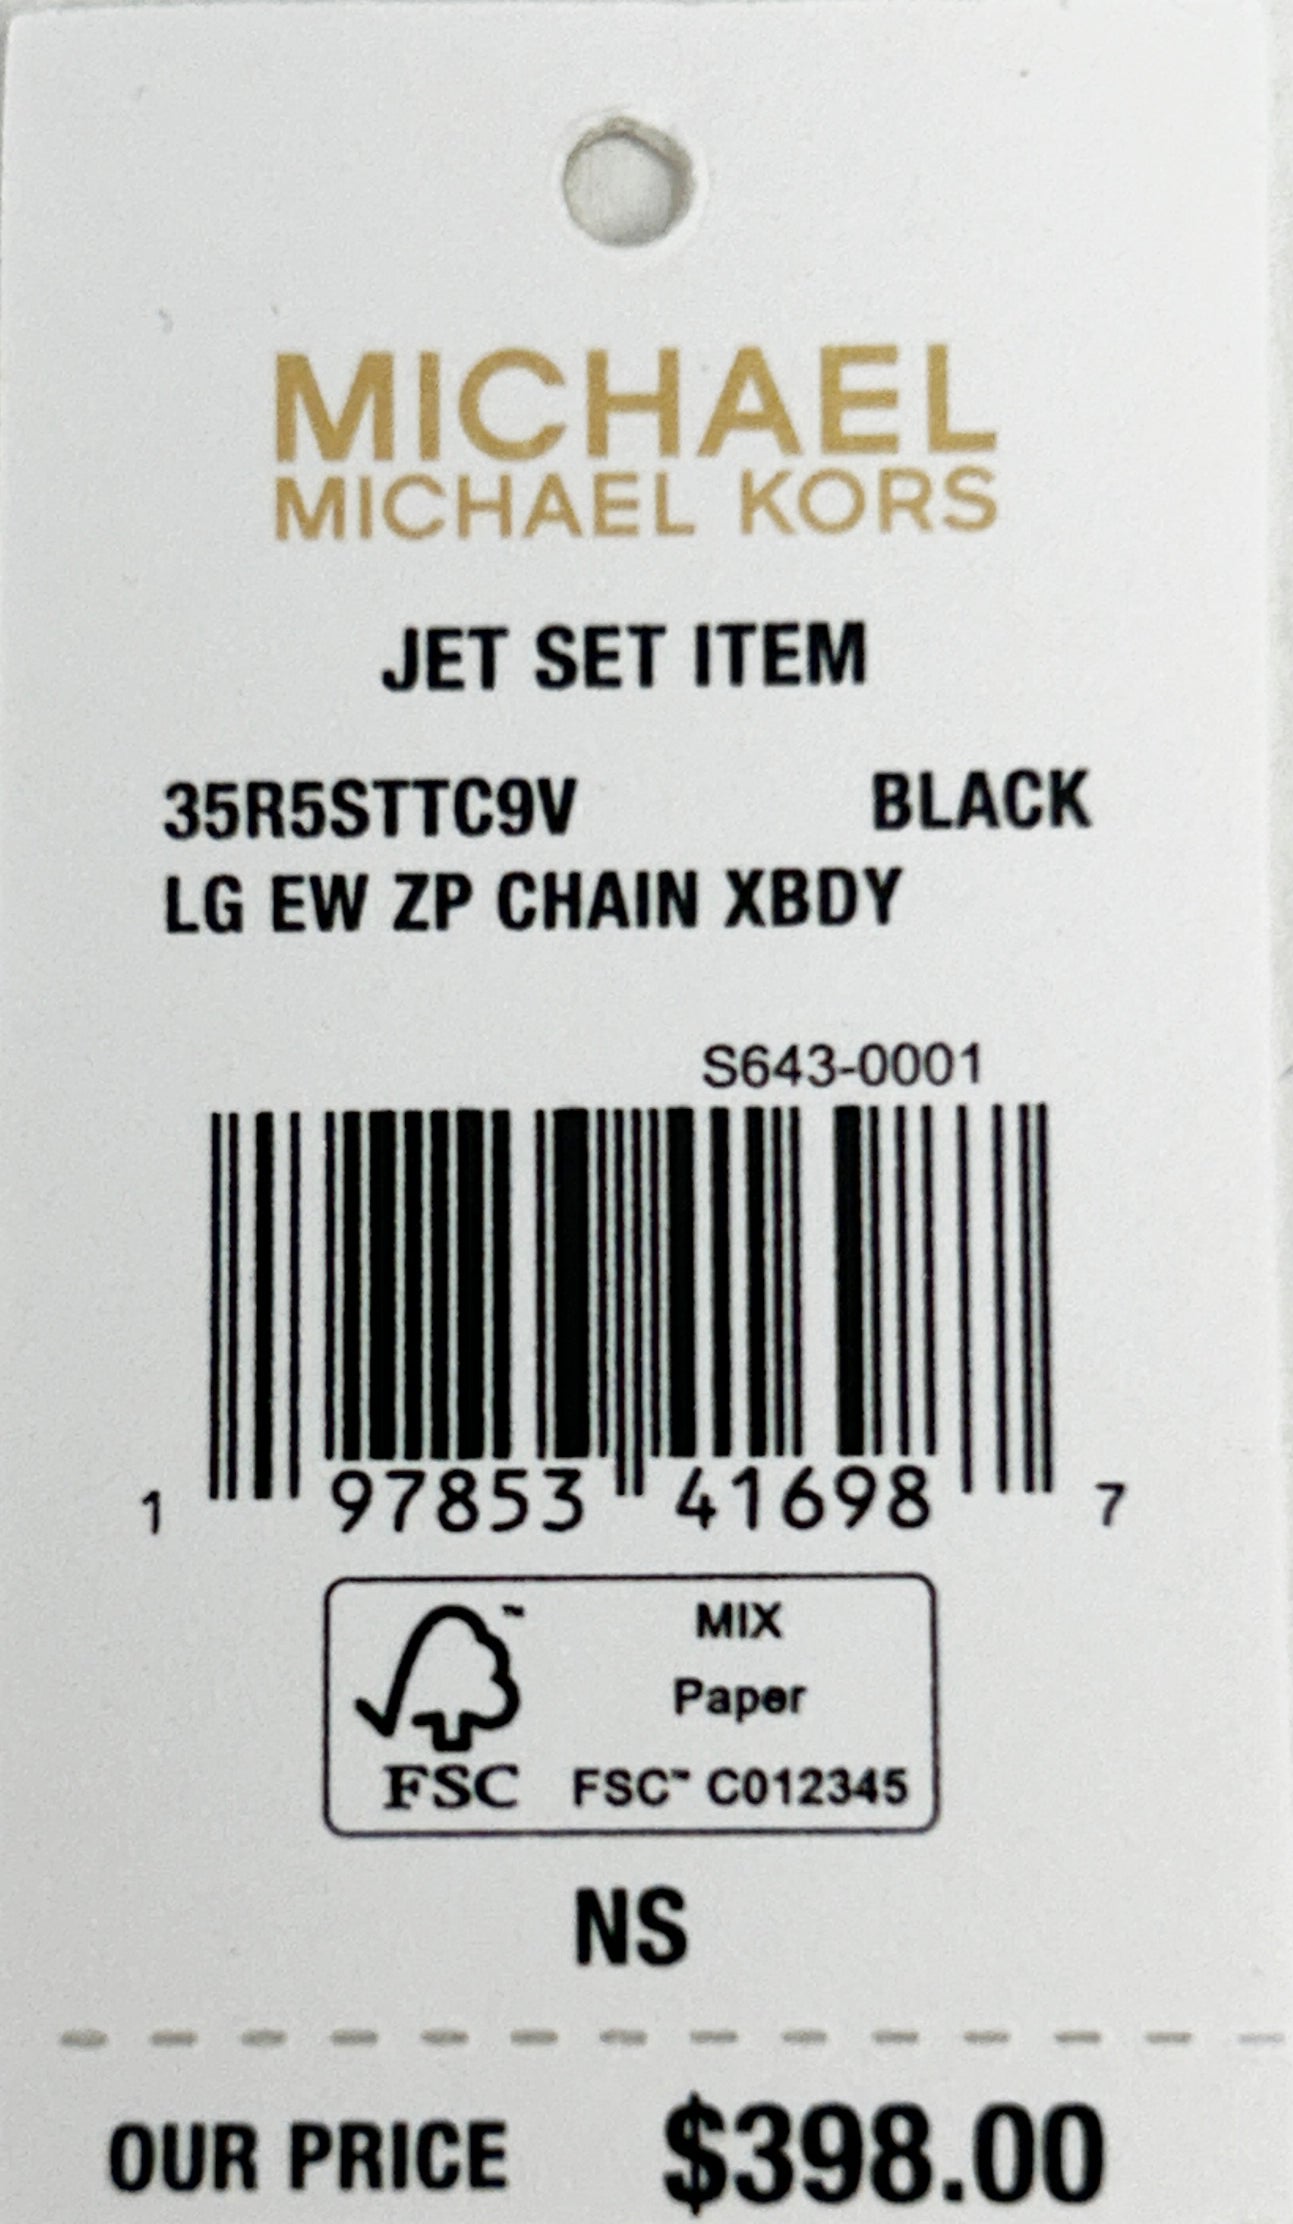 MICHAEL
MICHAEL KORS
JET SET ITEM
35R5STTC9V BLACK
LG EW ZP CHAIN XBDY
S643-0001
1 97853 41698 7
MIX
Paper
FSC FSC™ C012345
NS
OUR PRICE $398.00